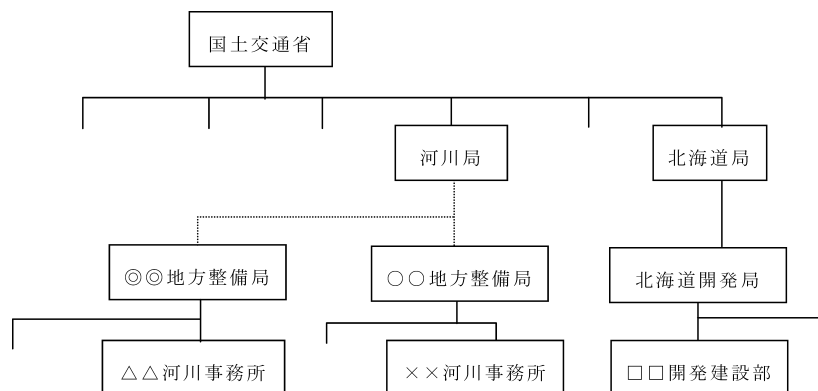 国土交通省
河川局
北海道局
◎◎地方整備局
○○地方整備局
北海道開発局
△△河川事務所
××河川事務所
□□開発建設部